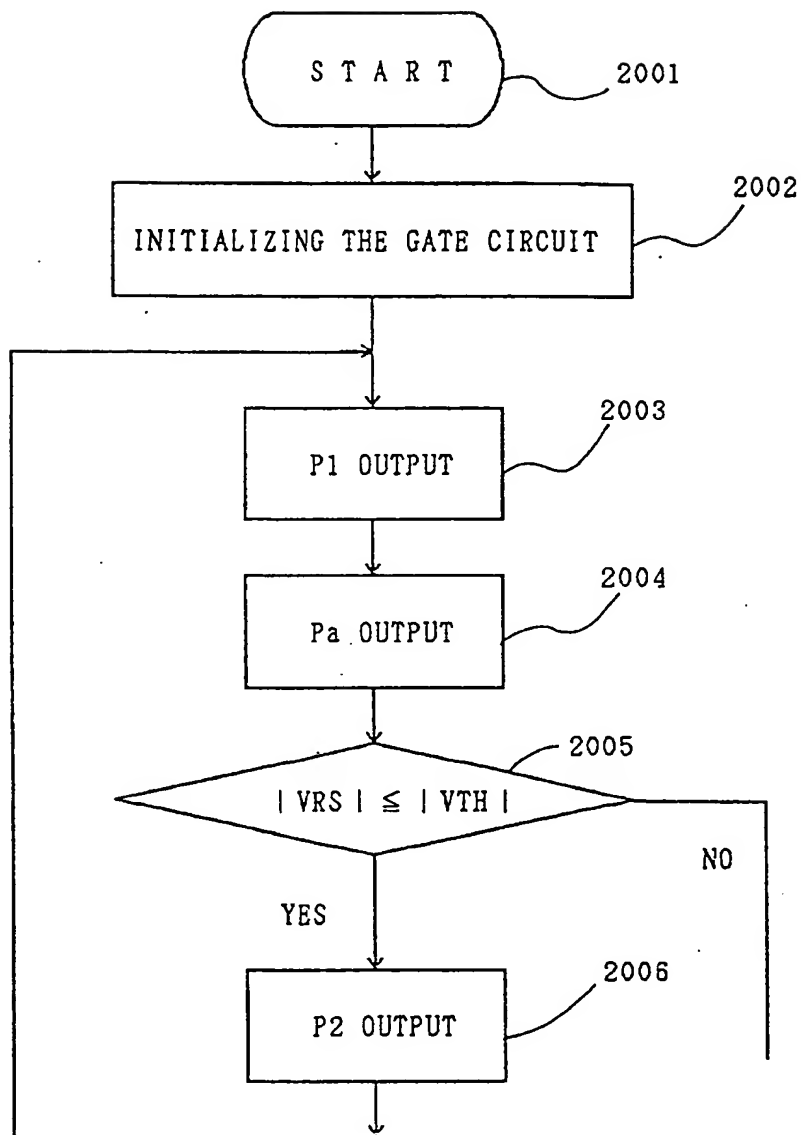 S T A R T
2001
2002
INITIALIZING THE GATE CIRCUIT
2003
P1 OUTPUT
2004
Pa OUTPUT
2005
| VRS | ≦ | VTH |
NO
YES
2006
P2 OUTPUT